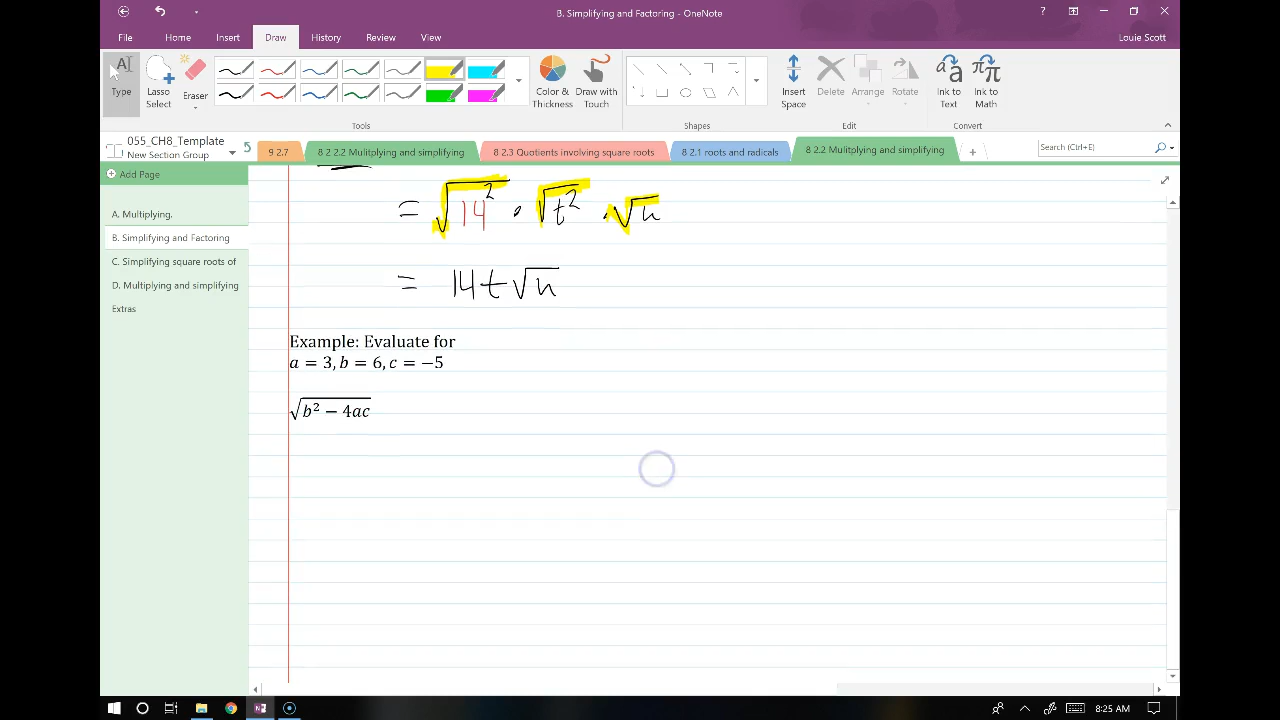 B. Simplifying and Factoring - OneNote
?
File Home Insert Draw History Review View Louie Scott
Type
Lasso Select
Eraser
Color & Thickness
Draw with Touch
Insert Space
Delete
Arrange
Rotate
Ink to Text
Ink to Math
Tools Shapes Edit Convert
055_CH8_Template
New Section Group
9 2.7
8 2 2.2 Mulitplying and simplifying
8 2.3 Quotients involving square roots
8 2.1 roots and radicals
8 2.2 Mulitplying and simplifying
Search (Ctrl+E)
Add Page
A. Multiplying.
B. Simplifying and Factoring
C. Simplifying square roots of
D. Multiplying and simplifying
Extras
= √14² · √t² · √u
= 14t√u
Example: Evaluate for
a = 3, b = 6, c = −5
√b² − 4ac
8:25 AM